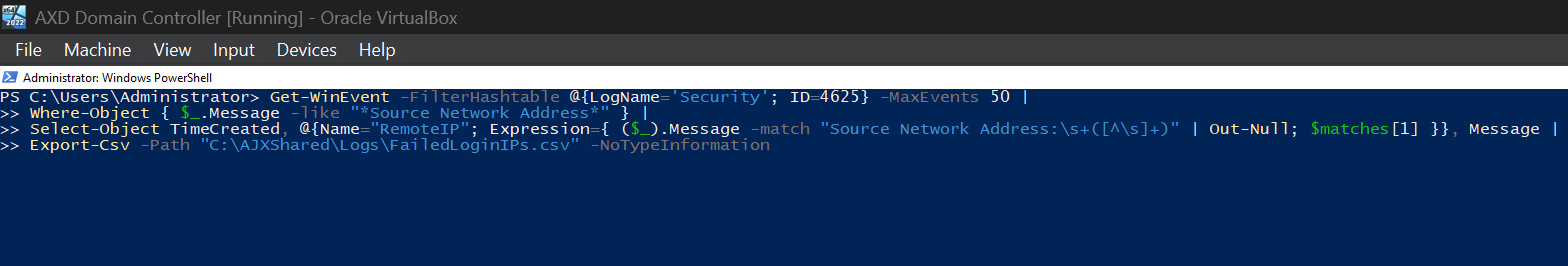 x64
2022
AXD Domain Controller [Running] - Oracle VirtualBox
File Machine View Input Devices Help
Administrator: Windows PowerShell
PS C:\Users\Administrator> Get-WinEvent -FilterHashtable @{LogName='Security'; ID=4625} -MaxEvents 50 |
>> Where-Object { $_.Message -like "*Source Network Address*" } |
>> Select-Object TimeCreated, @{Name="RemoteIP"; Expression={ ($_).Message -match "Source Network Address:\s+([^\s]+)" | Out-Null; $matches[1] }}, Message |
>> Export-Csv -Path "C:\AJXShared\Logs\FailedLoginIPs.csv" -NoTypeInformation